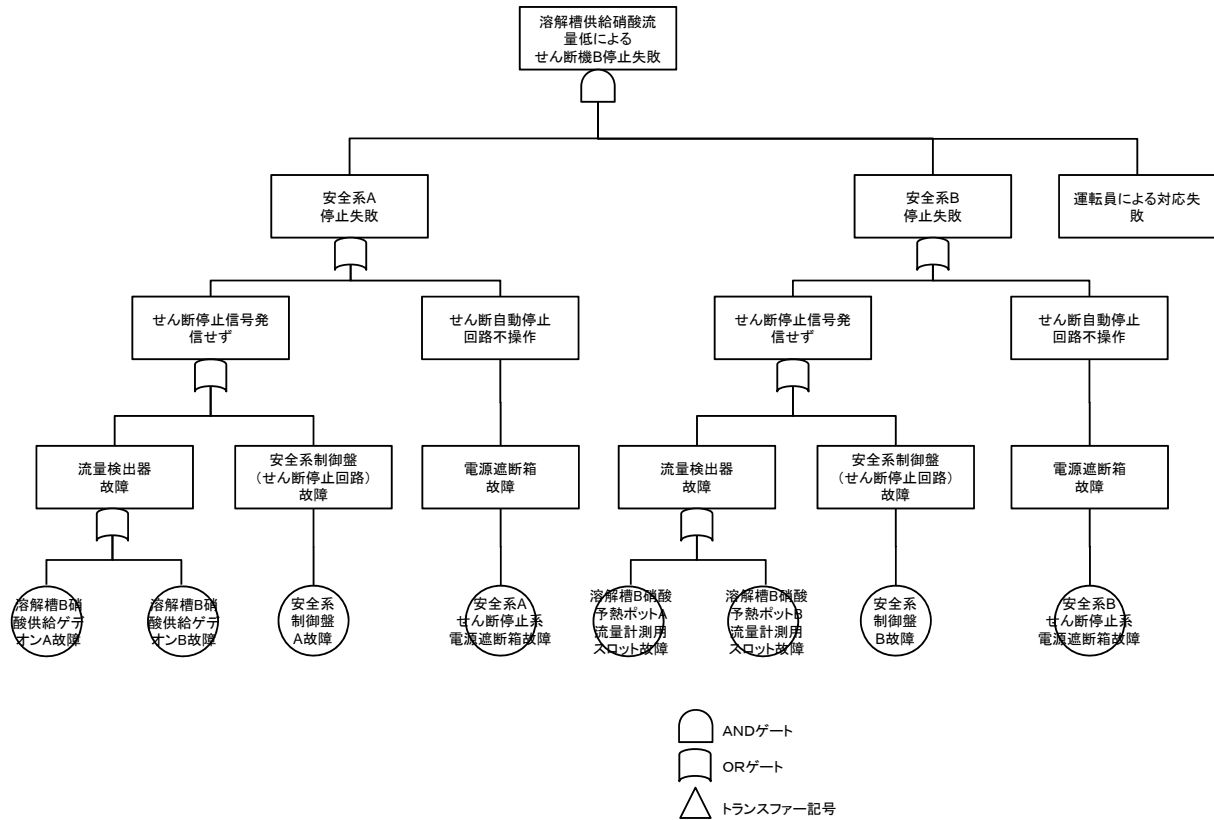 溶解槽供給硝酸流
量低による
せん断機B停止失敗
安全系A
停止失敗
安全系B
停止失敗
運転員による対応失
敗
せん断停止信号発
信せず
せん断自動停止
回路不操作
せん断停止信号発
信せず
せん断自動停止
回路不操作
流量検出器
故障
安全系制御盤
（せん断停止回路）
故障
電源遮断箱
故障
流量検出器
故障
安全系制御盤
（せん断停止回路）
故障
電源遮断箱
故障
溶解槽B硝
酸供給ゲデ
オンA故障
溶解槽B硝
酸供給ゲデ
オンB故障
安全系
制御盤
A故障
安全系A
せん断停止系
電源遮断箱故障
溶解槽B硝酸
予熱ポットA
流量計測用
スロット故障
溶解槽B硝酸
予熱ポットB
流量計測用
スロット故障
安全系
制御盤
B故障
安全系B
せん断停止系
電源遮断箱故障
ANDゲート
ORゲート
トランスファー記号